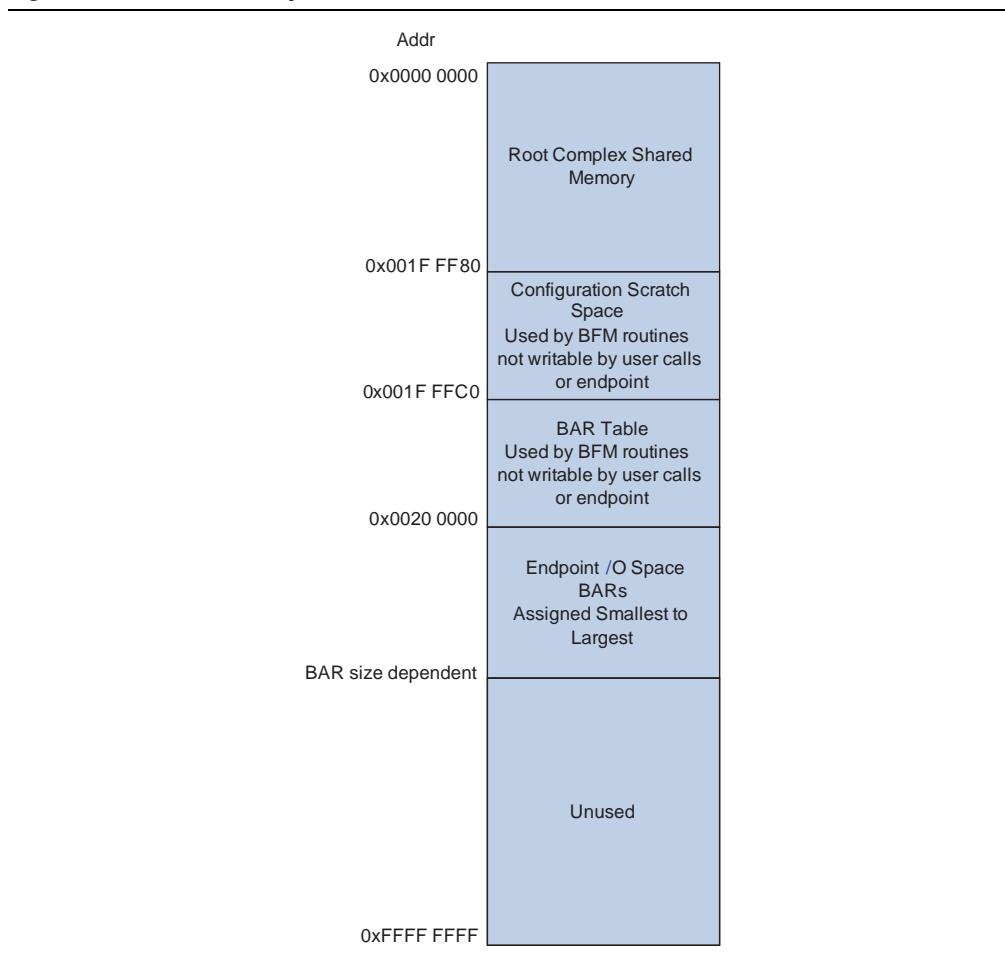 Addr
0x0000 0000
Root Complex Shared
Memory
0x001F FF80
Configuration Scratch
Space
Used by BFM routines
not writable by user calls
or endpoint
0x001F FFC0
BAR Table
Used by BFM routines
not writable by user calls
or endpoint
0x0020 0000
Endpoint /O Space
BARs
Assigned Smallest to
Largest
BAR size dependent
Unused
0xFFFF FFFF